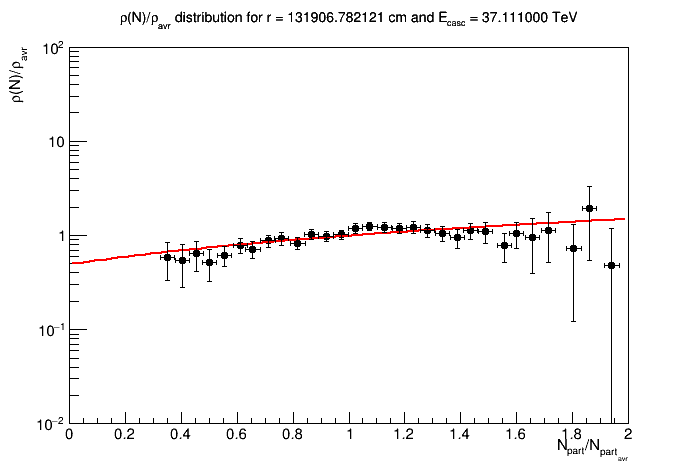 ρ(N)/ρavr distribution for r = 131906.782121 cm and Ecasc = 37.111000 TeV
ρ(N)/ρavr
10²
10
1
10⁻¹
10⁻²
0 0.2 0.4 0.6 0.8 1 1.2 1.4 1.6 1.8 2
Npart/Npartavr